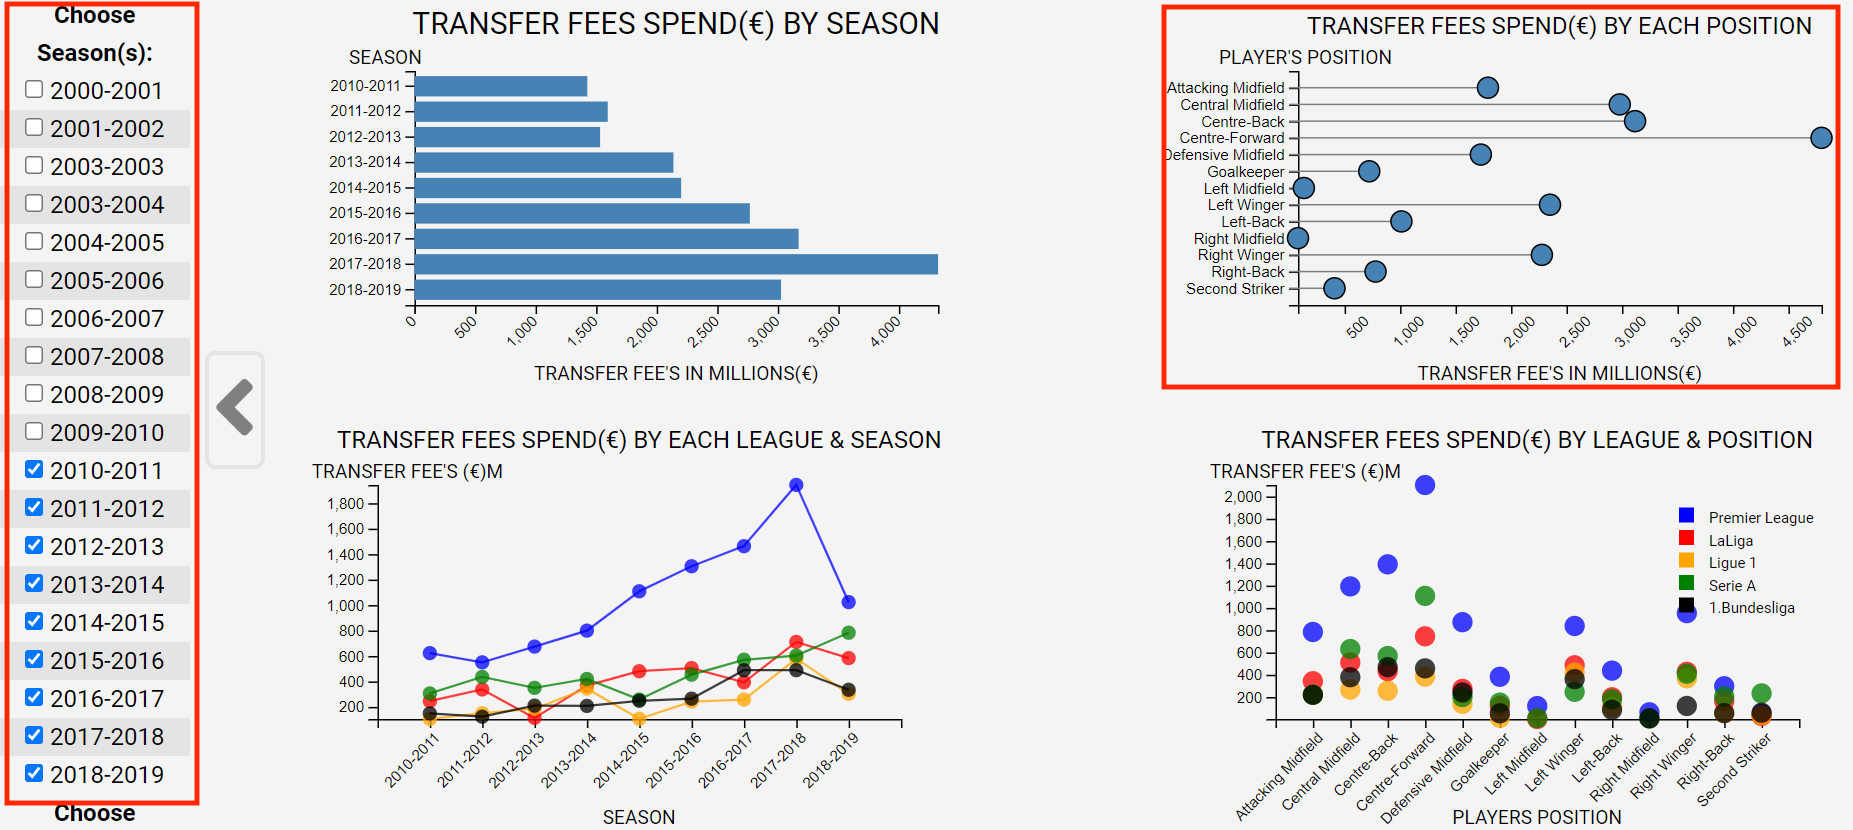 Choose
Season(s):
2000-2001
2001-2002
2003-2003
2003-2004
2004-2005
2005-2006
2006-2007
2007-2008
2008-2009
2009-2010
2010-2011
2011-2012
2012-2013
2013-2014
2014-2015
2015-2016
2016-2017
2017-2018
2018-2019
Choose
TRANSFER FEES SPEND(€) BY SEASON
SEASON
2010-2011
2011-2012
2012-2013
2013-2014
2014-2015
2015-2016
2016-2017
2017-2018
2018-2019
0
500
1,000
1,500
2,000
2,500
3,000
3,500
4,000
TRANSFER FEE'S IN MILLIONS(€)
TRANSFER FEES SPEND(€) BY EACH POSITION
PLAYER'S POSITION
Attacking Midfield
Central Midfield
Centre-Back
Centre-Forward
Defensive Midfield
Goalkeeper
Left Midfield
Left Winger
Left-Back
Right Midfield
Right Winger
Right-Back
Second Striker
500
1,000
1,500
2,000
2,500
3,000
3,500
4,000
4,500
TRANSFER FEE'S IN MILLIONS(€)
TRANSFER FEES SPEND(€) BY EACH LEAGUE & SEASON
TRANSFER FEE'S (€)M
1,800
1,600
1,400
1,200
1,000
800
600
400
200
2010-2011
2011-2012
2012-2013
2013-2014
2014-2015
2015-2016
2016-2017
2017-2018
2018-2019
SEASON
TRANSFER FEES SPEND(€) BY LEAGUE & POSITION
TRANSFER FEE'S (€)M
2,000
1,800
1,600
1,400
1,200
1,000
800
600
400
200
Premier League
LaLiga
Ligue 1
Serie A
1.Bundesliga
Attacking Midfield
Central Midfield
Centre-Back
Centre-Forward
Defensive Midfield
Goalkeeper
Left Midfield
Left Winger
Left-Back
Right Midfield
Right Winger
Right-Back
Second Striker
PLAYERS POSITION